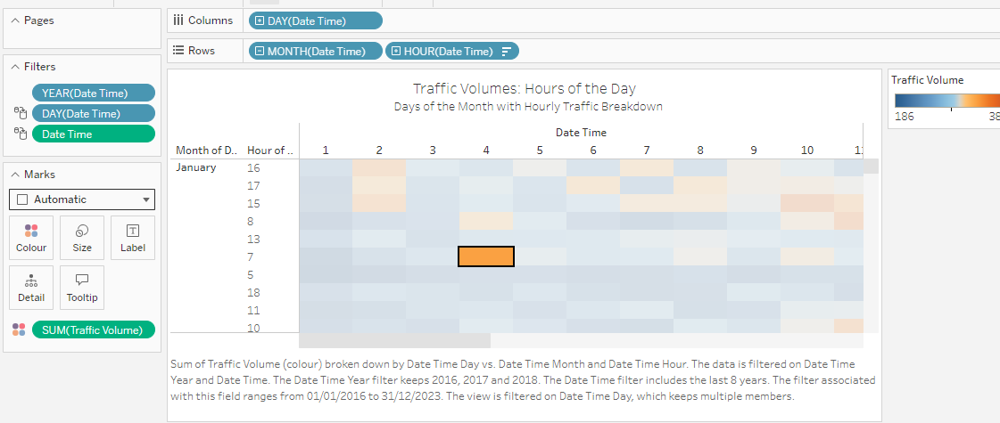 Pages
Columns
DAY(Date Time)
Rows
MONTH(Date Time)
HOUR(Date Time)
Filters
YEAR(Date Time)
DAY(Date Time)
Date Time
Marks
Automatic
Colour
Size
Label
Detail
Tooltip
SUM(Traffic Volume)
Traffic Volumes: Hours of the Day
Days of the Month with Hourly Traffic Breakdown
Date Time
Month of D.. Hour of .. 1 2 3 4 5 6 7 8 9 10 11
January 16
17
15
8
13
7
5
18
11
10
Sum of Traffic Volume (colour) broken down by Date Time Day vs. Date Time Month and Date Time Hour. The data is filtered on Date Time
Year and Date Time. The Date Time Year filter keeps 2016, 2017 and 2018. The Date Time filter includes the last 8 years. The filter associated
with this field ranges from 01/01/2016 to 31/12/2023. The view is filtered on Date Time Day, which keeps multiple members.
Traffic Volume
186 38